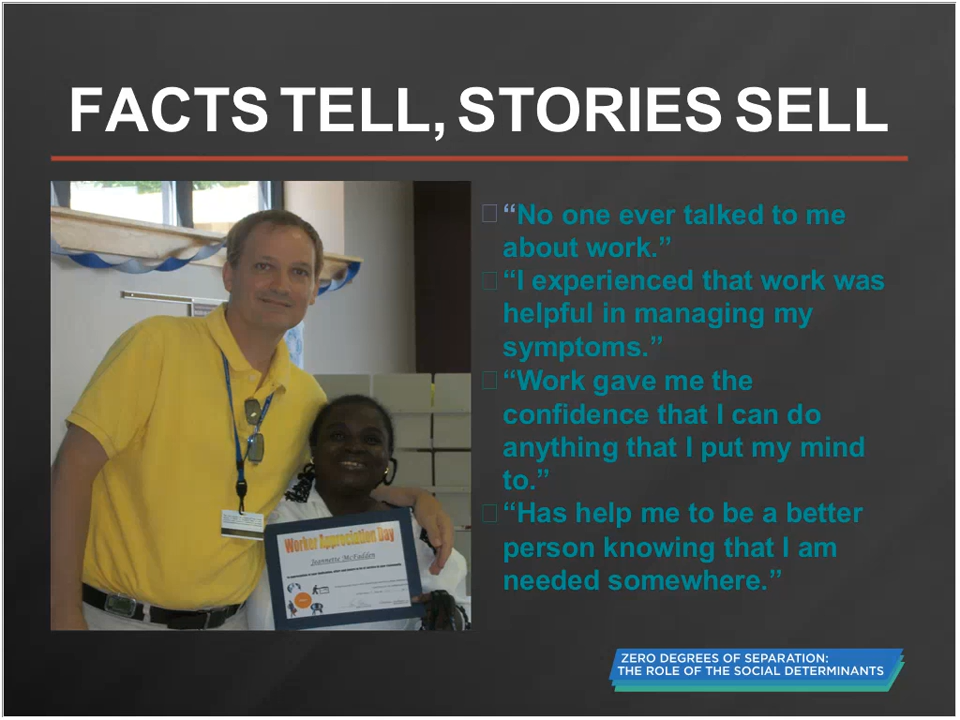 FACTS TELL, STORIES SELL
“No one ever talked to me
about work.”
“I experienced that work was
helpful in managing my
symptoms.”
“Work gave me the
confidence that I can do
anything that I put my mind
to.”
“Has help me to be a better
person knowing that I am
needed somewhere.”
Worker Appreciation Day
Jeannette McFadden
ZERO DEGREES OF SEPARATION:
THE ROLE OF THE SOCIAL DETERMINANTS